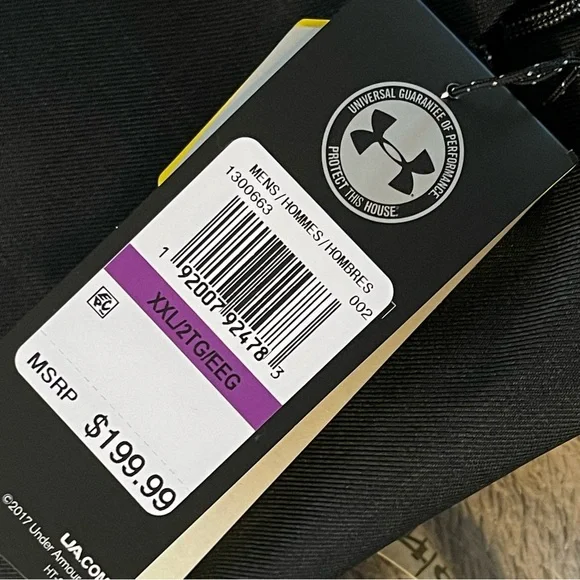 UNIVERSAL GUARANTEE OF PERFORMANCE
PROTECT THIS HOUSE.
MENS/HOMMES/HOMBRES
1300663 002
1 92007 92478 3
XXL/2TG/EEG
MSRP
$199.99
UA.COM
©2017 Under Armour